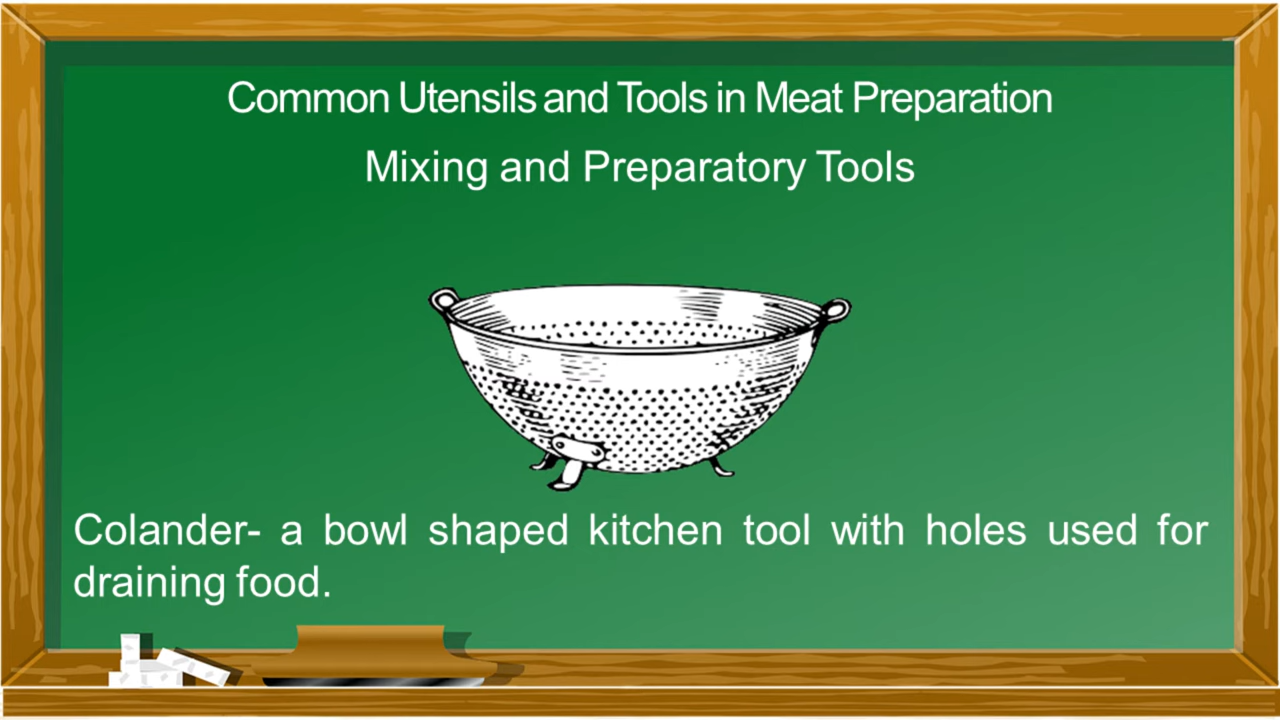 Common Utensils and Tools in Meat Preparation
Mixing and Preparatory Tools
Colander- a bowl shaped kitchen tool with holes used for
draining food.